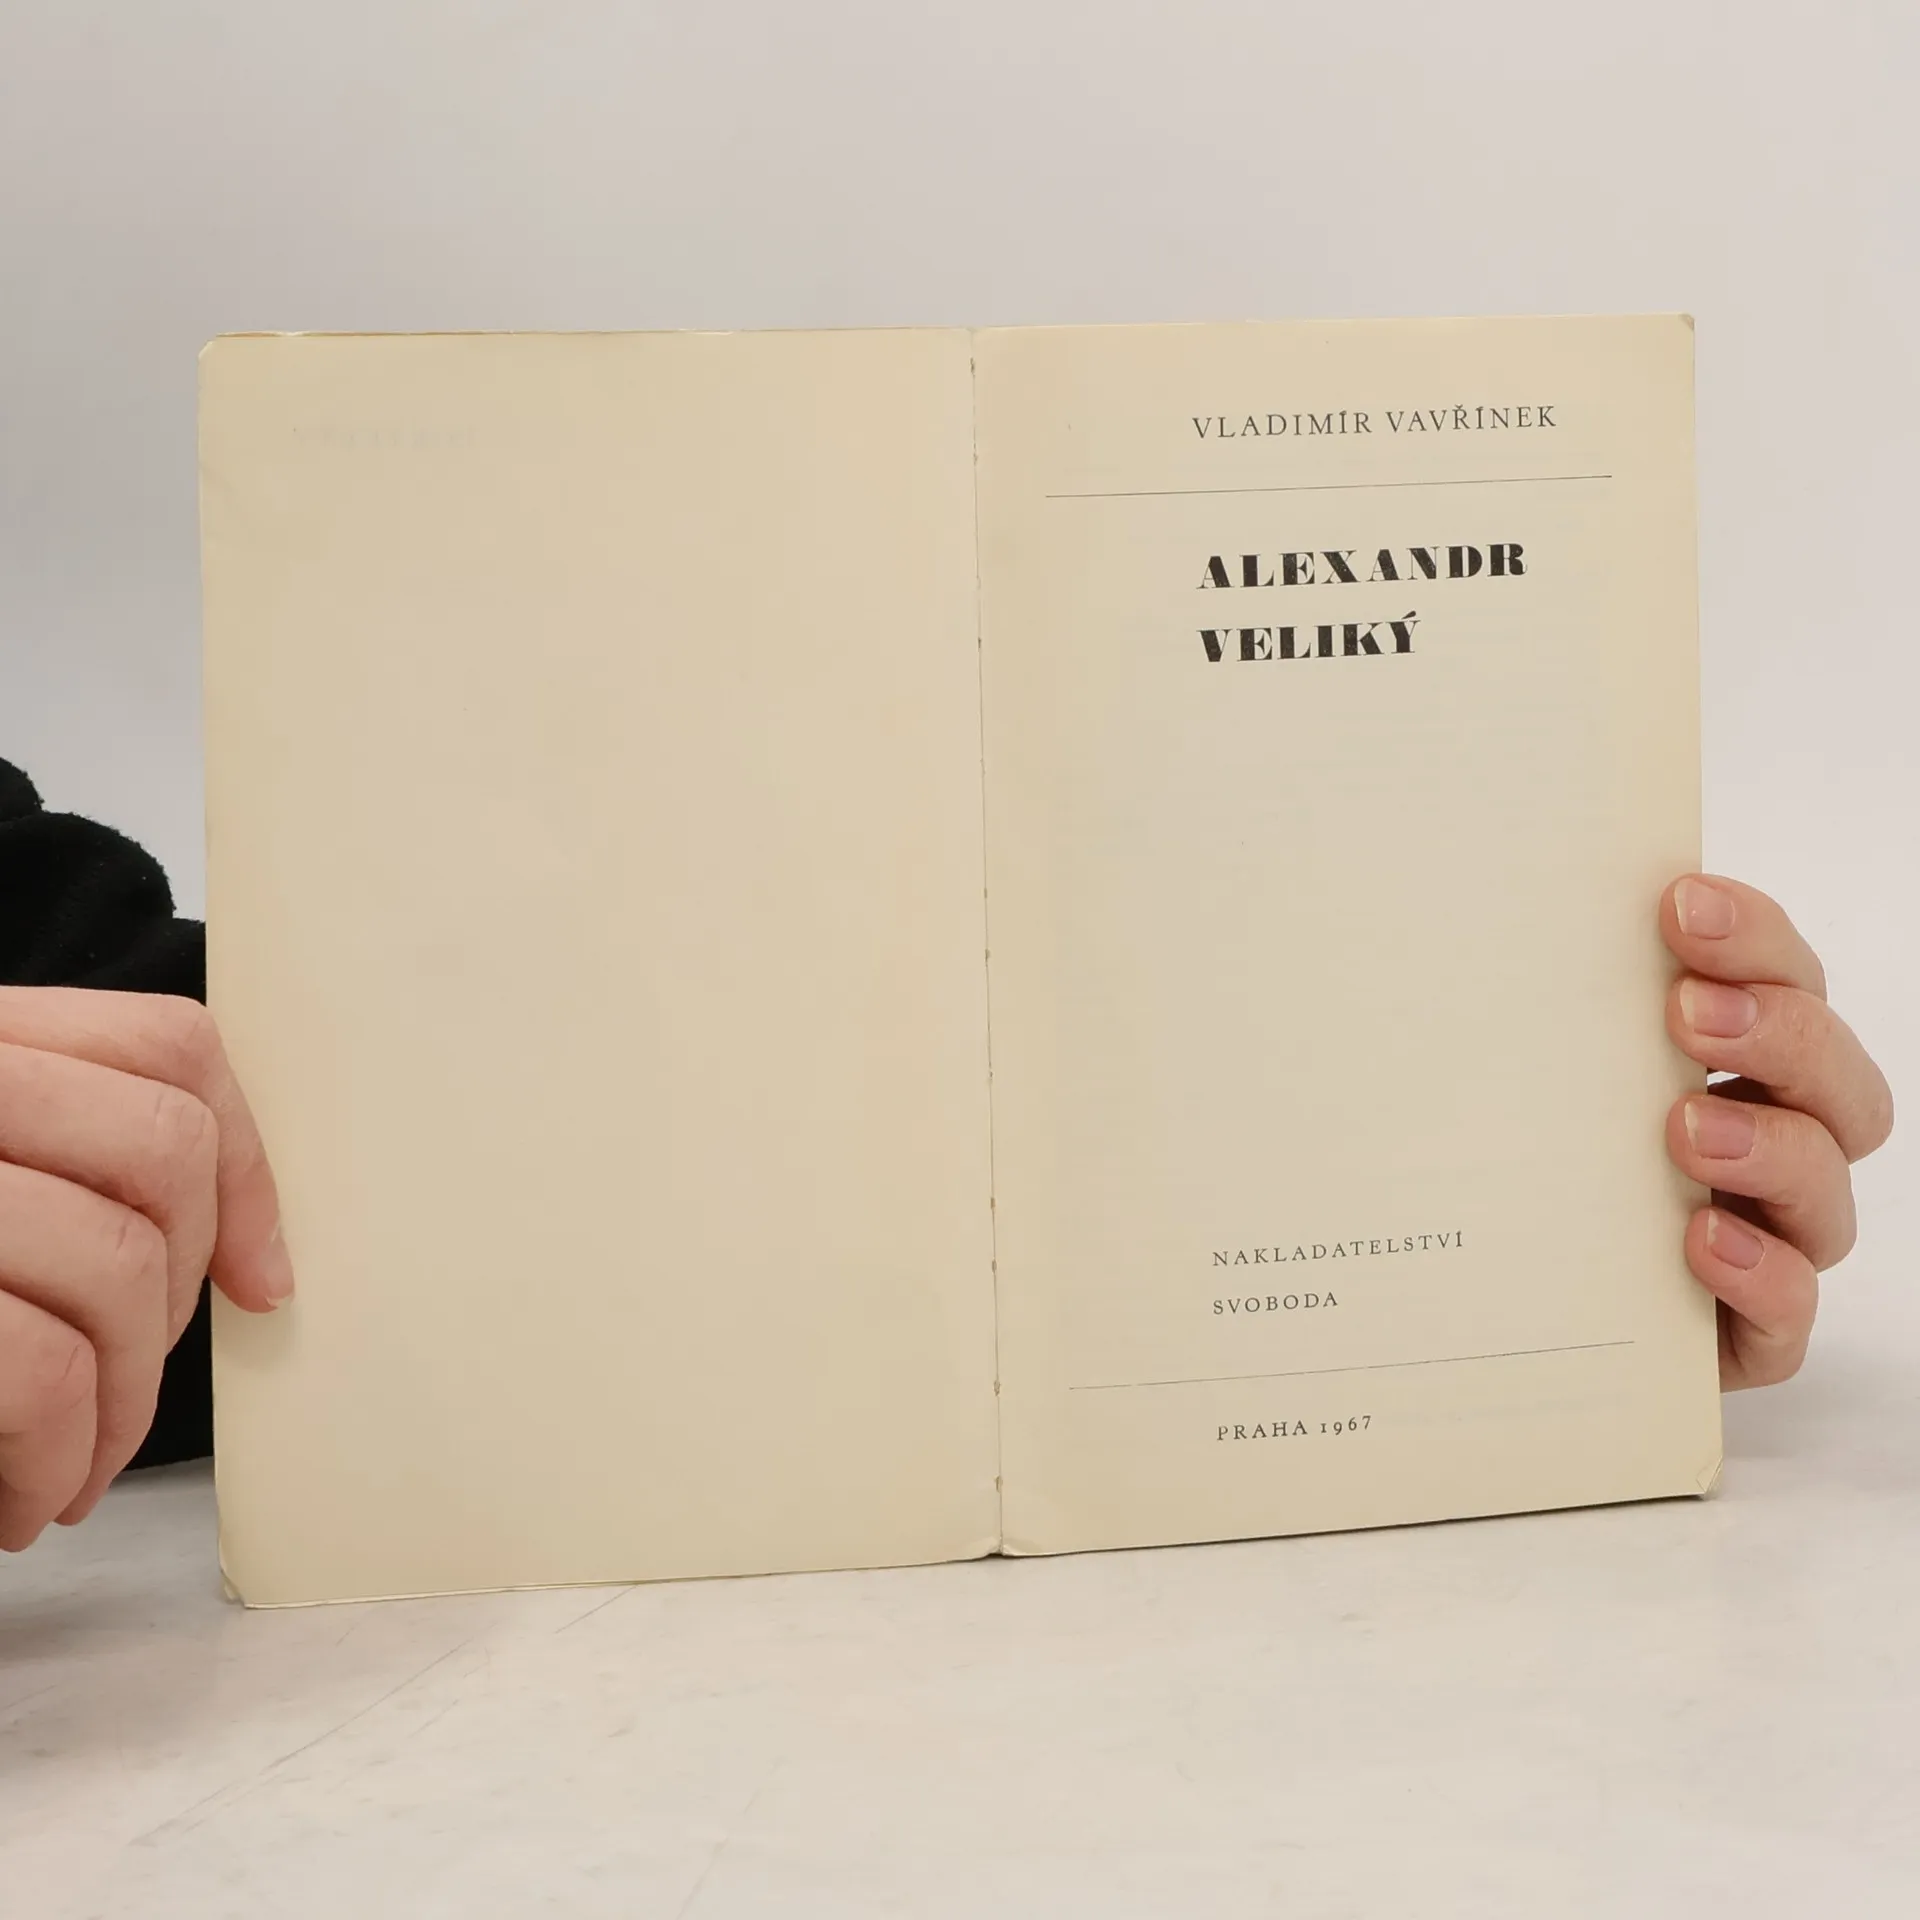 VLADIMÍR VAVŘÍNEK
ALEXANDR
VELIKÝ
NAKLADATELSTVÍ
SVOBODA
PRAHA 1967